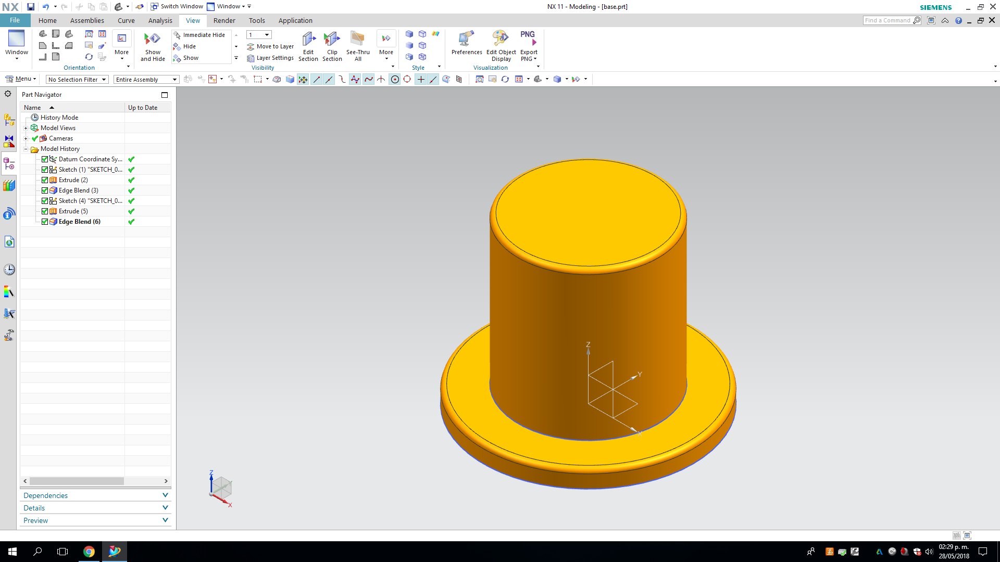 NX
Switch Window
Window
NX 11 - Modeling - [base.prt]
SIEMENS
File
Home
Assemblies
Curve
Analysis
View
Render
Tools
Application
Find a Command
Window
More
Orientation
Show and Hide
Immediate Hide
Hide
Show
1
Move to Layer
Layer Settings
Edit Section
Clip Section
See-Thru All
More
Visibility
Style
Preferences
Edit Object Display
PNG
Export PNG
Visualization
Menu
No Selection Filter
Entire Assembly
Part Navigator
Name
Up to Date
History Mode
Model Views
Cameras
Model History
Datum Coordinate Sy...
Sketch (1) "SKETCH_0...
Extrude (2)
Edge Blend (3)
Sketch (4) "SKETCH_0...
Extrude (5)
Edge Blend (6)
Dependencies
Details
Preview
Z
Y
X
Z
X
02:29 p. m.
28/05/2018